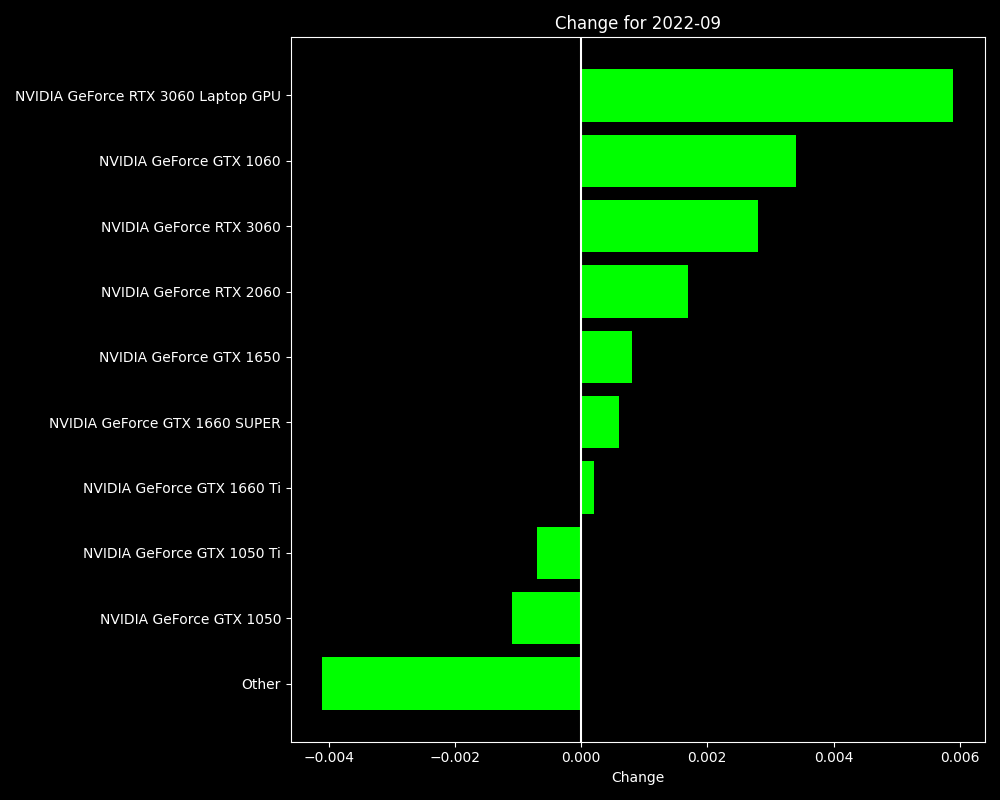 Change for 2022-09
NVIDIA GeForce RTX 3060 Laptop GPU
NVIDIA GeForce GTX 1060
NVIDIA GeForce RTX 3060
NVIDIA GeForce RTX 2060
NVIDIA GeForce GTX 1650
NVIDIA GeForce GTX 1660 SUPER
NVIDIA GeForce GTX 1660 Ti
NVIDIA GeForce GTX 1050 Ti
NVIDIA GeForce GTX 1050
Other
−0.004 −0.002 0.000 0.002 0.004 0.006
Change